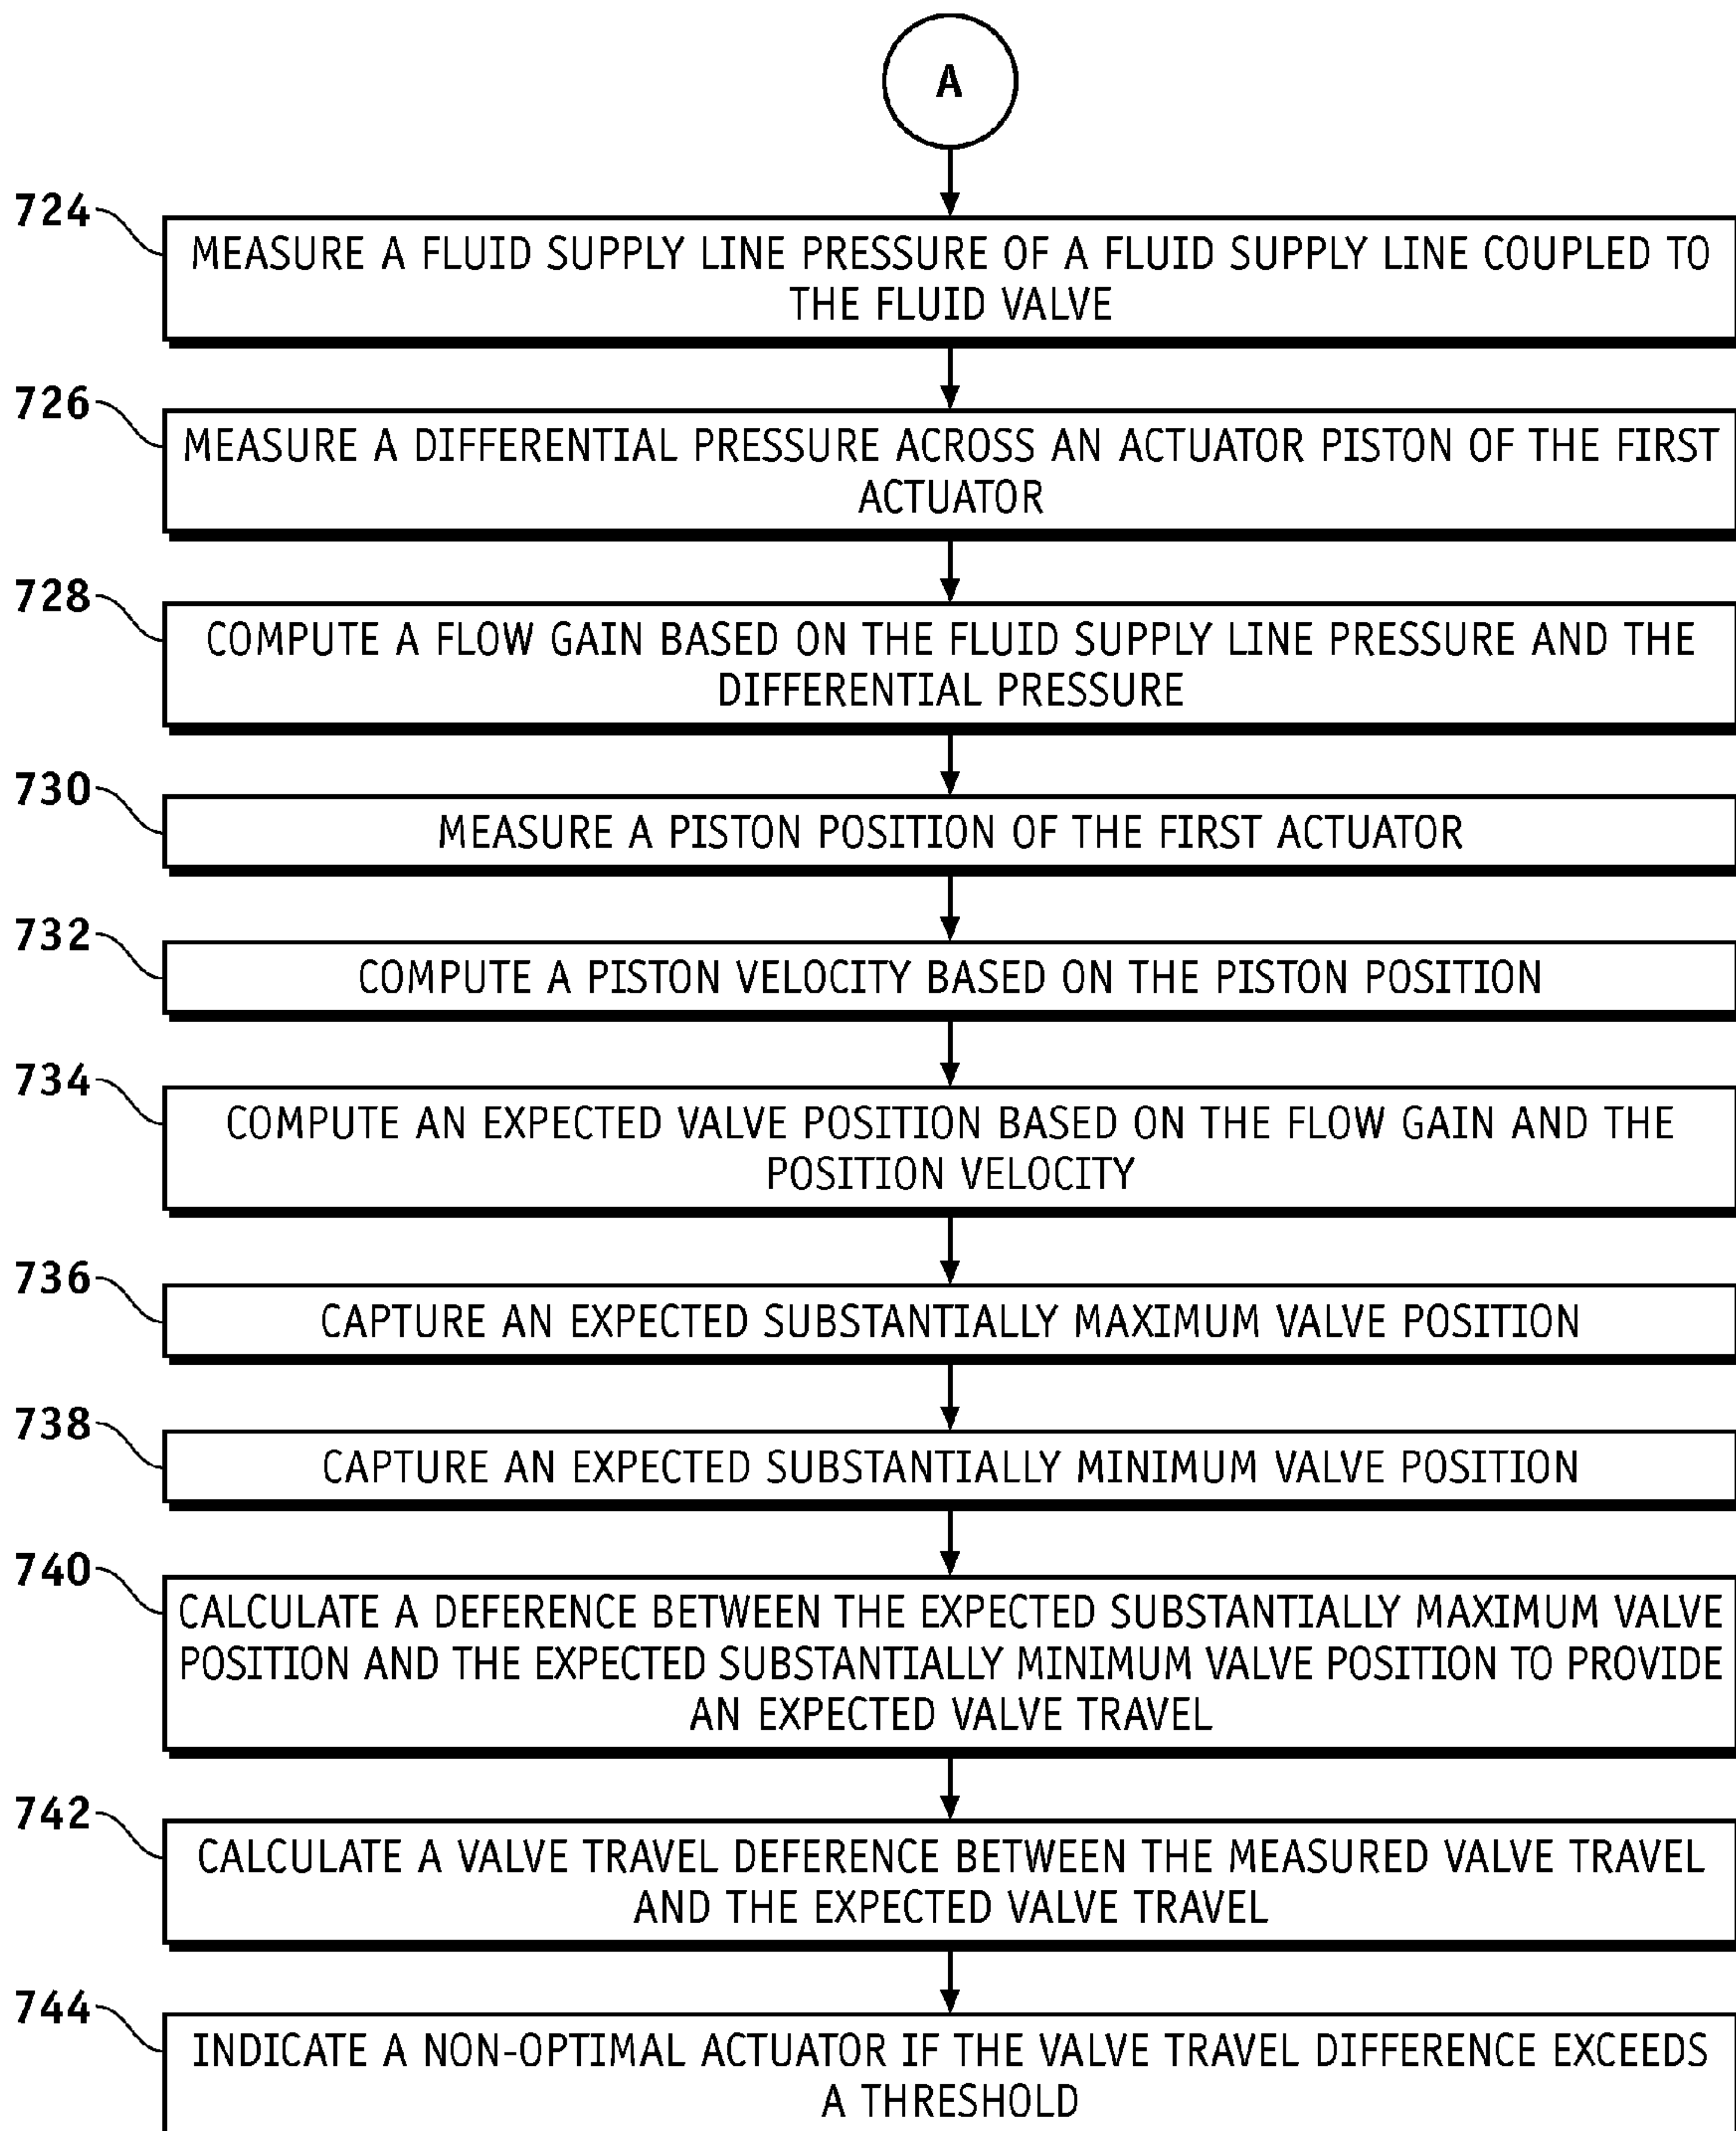 A
724
MEASURE A FLUID SUPPLY LINE PRESSURE OF A FLUID SUPPLY LINE COUPLED TO
THE FLUID VALVE
726
MEASURE A DIFFERENTIAL PRESSURE ACROSS AN ACTUATOR PISTON OF THE FIRST
ACTUATOR
728
COMPUTE A FLOW GAIN BASED ON THE FLUID SUPPLY LINE PRESSURE AND THE
DIFFERENTIAL PRESSURE
730
MEASURE A PISTON POSITION OF THE FIRST ACTUATOR
732
COMPUTE A PISTON VELOCITY BASED ON THE PISTON POSITION
734
COMPUTE AN EXPECTED VALVE POSITION BASED ON THE FLOW GAIN AND THE
POSITION VELOCITY
736
CAPTURE AN EXPECTED SUBSTANTIALLY MAXIMUM VALVE POSITION
738
CAPTURE AN EXPECTED SUBSTANTIALLY MINIMUM VALVE POSITION
740
CALCULATE A DEFERENCE BETWEEN THE EXPECTED SUBSTANTIALLY MAXIMUM VALVE
POSITION AND THE EXPECTED SUBSTANTIALLY MINIMUM VALVE POSITION TO PROVIDE
AN EXPECTED VALVE TRAVEL
742
CALCULATE A VALVE TRAVEL DEFERENCE BETWEEN THE MEASURED VALVE TRAVEL
AND THE EXPECTED VALVE TRAVEL
744
INDICATE A NON-OPTIMAL ACTUATOR IF THE VALVE TRAVEL DIFFERENCE EXCEEDS
A THRESHOLD